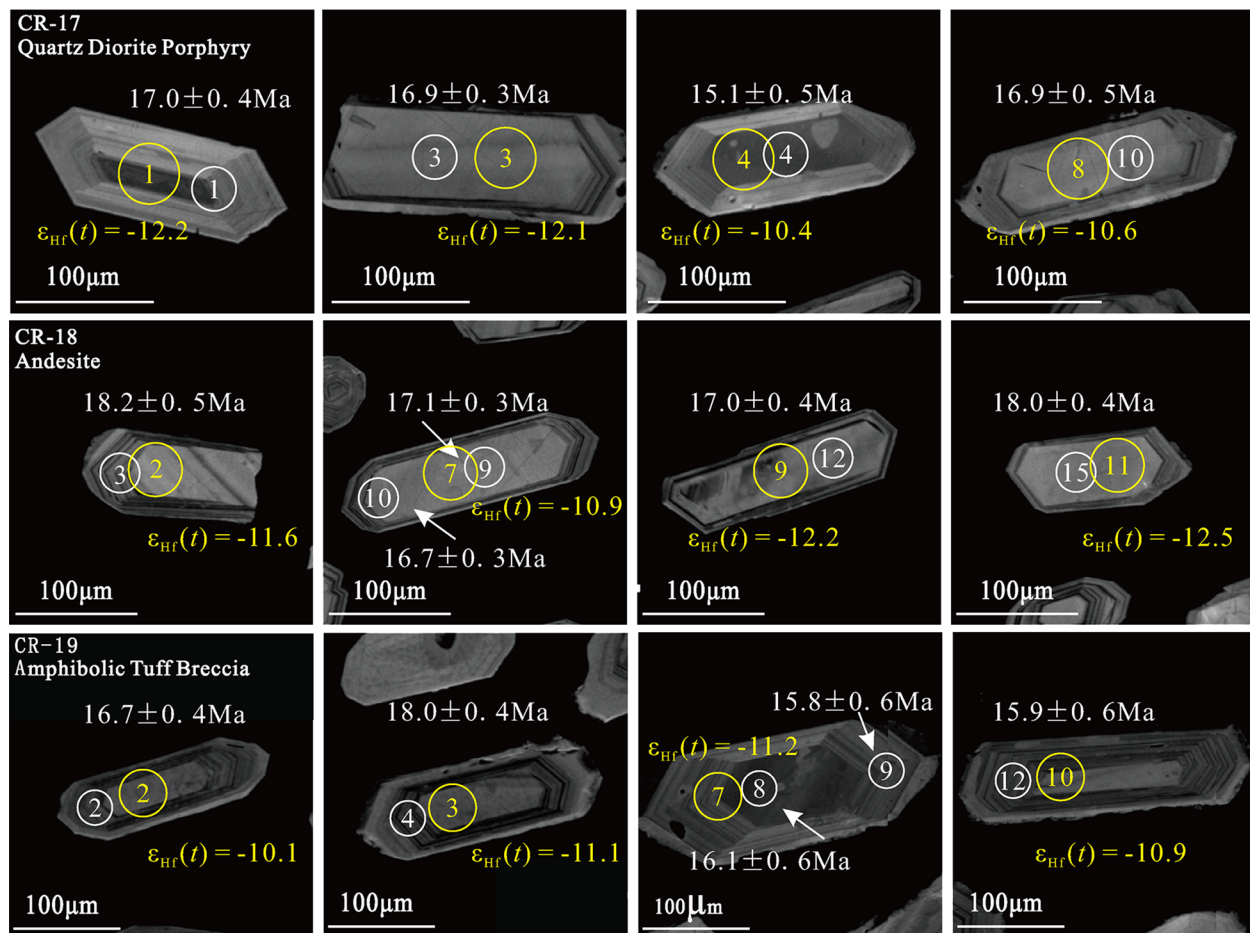 CR-17
Quartz Diorite Porphyry
17.0±0.4Ma
1
1
εHf(t) = -12.2
100μm
16.9±0.3Ma
3
3
εHf(t) = -12.1
100μm
15.1±0.5Ma
4
4
εHf(t) = -10.4
100μm
16.9±0.5Ma
8
10
εHf(t) = -10.6
100μm
CR-18
Andesite
18.2±0.5Ma
3
2
εHf(t) = -11.6
100μm
17.1±0.3Ma
7
9
10
εHf(t) = -10.9
16.7±0.3Ma
100μm
17.0±0.4Ma
9
12
εHf(t) = -12.2
100μm
18.0±0.4Ma
15
11
εHf(t) = -12.5
100μm
CR-19
Amphibolic Tuff Breccia
16.7±0.4Ma
2
2
εHf(t) = -10.1
100μm
18.0±0.4Ma
4
3
εHf(t) = -11.1
100μm
15.8±0.6Ma
εHf(t) = -11.2
9
7
8
16.1±0.6Ma
100μm
15.9±0.6Ma
12
10
εHf(t) = -10.9
100μm